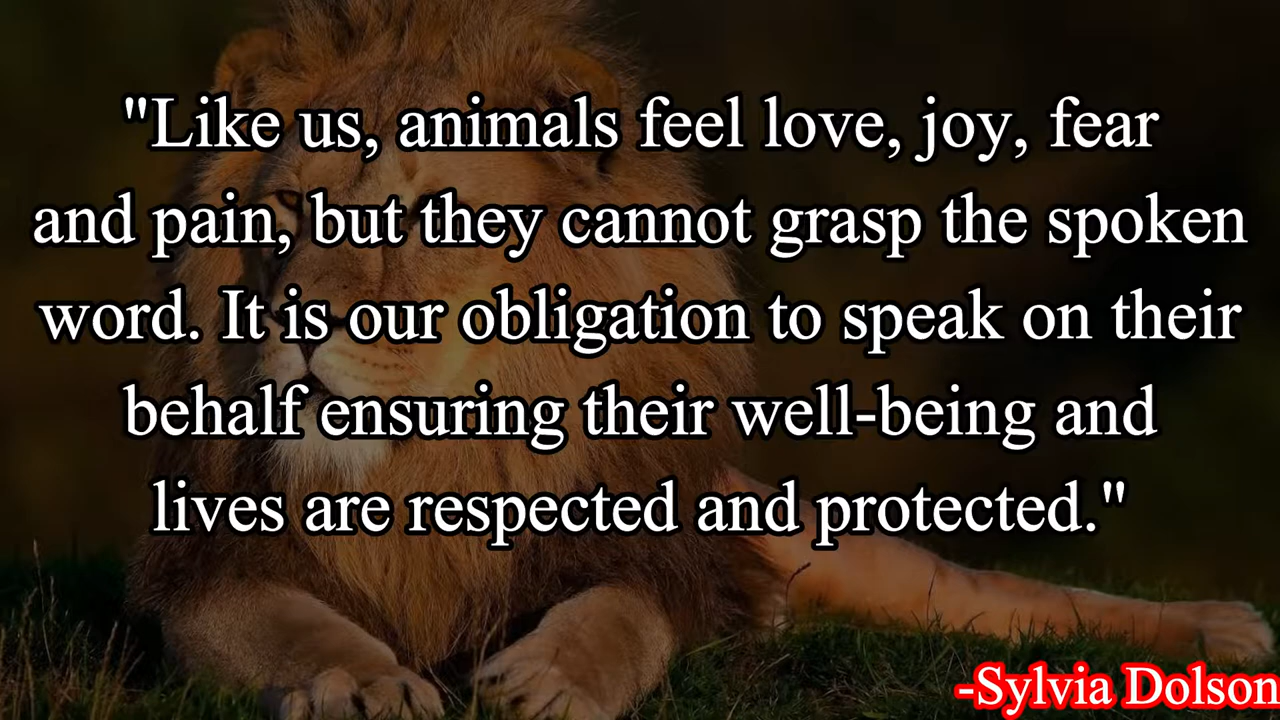 "Like us, animals feel love, joy, fear
and pain, but they cannot grasp the spoken
word. It is our obligation to speak on their
behalf ensuring their well-being and
lives are respected and protected."
-Sylvia Dolson